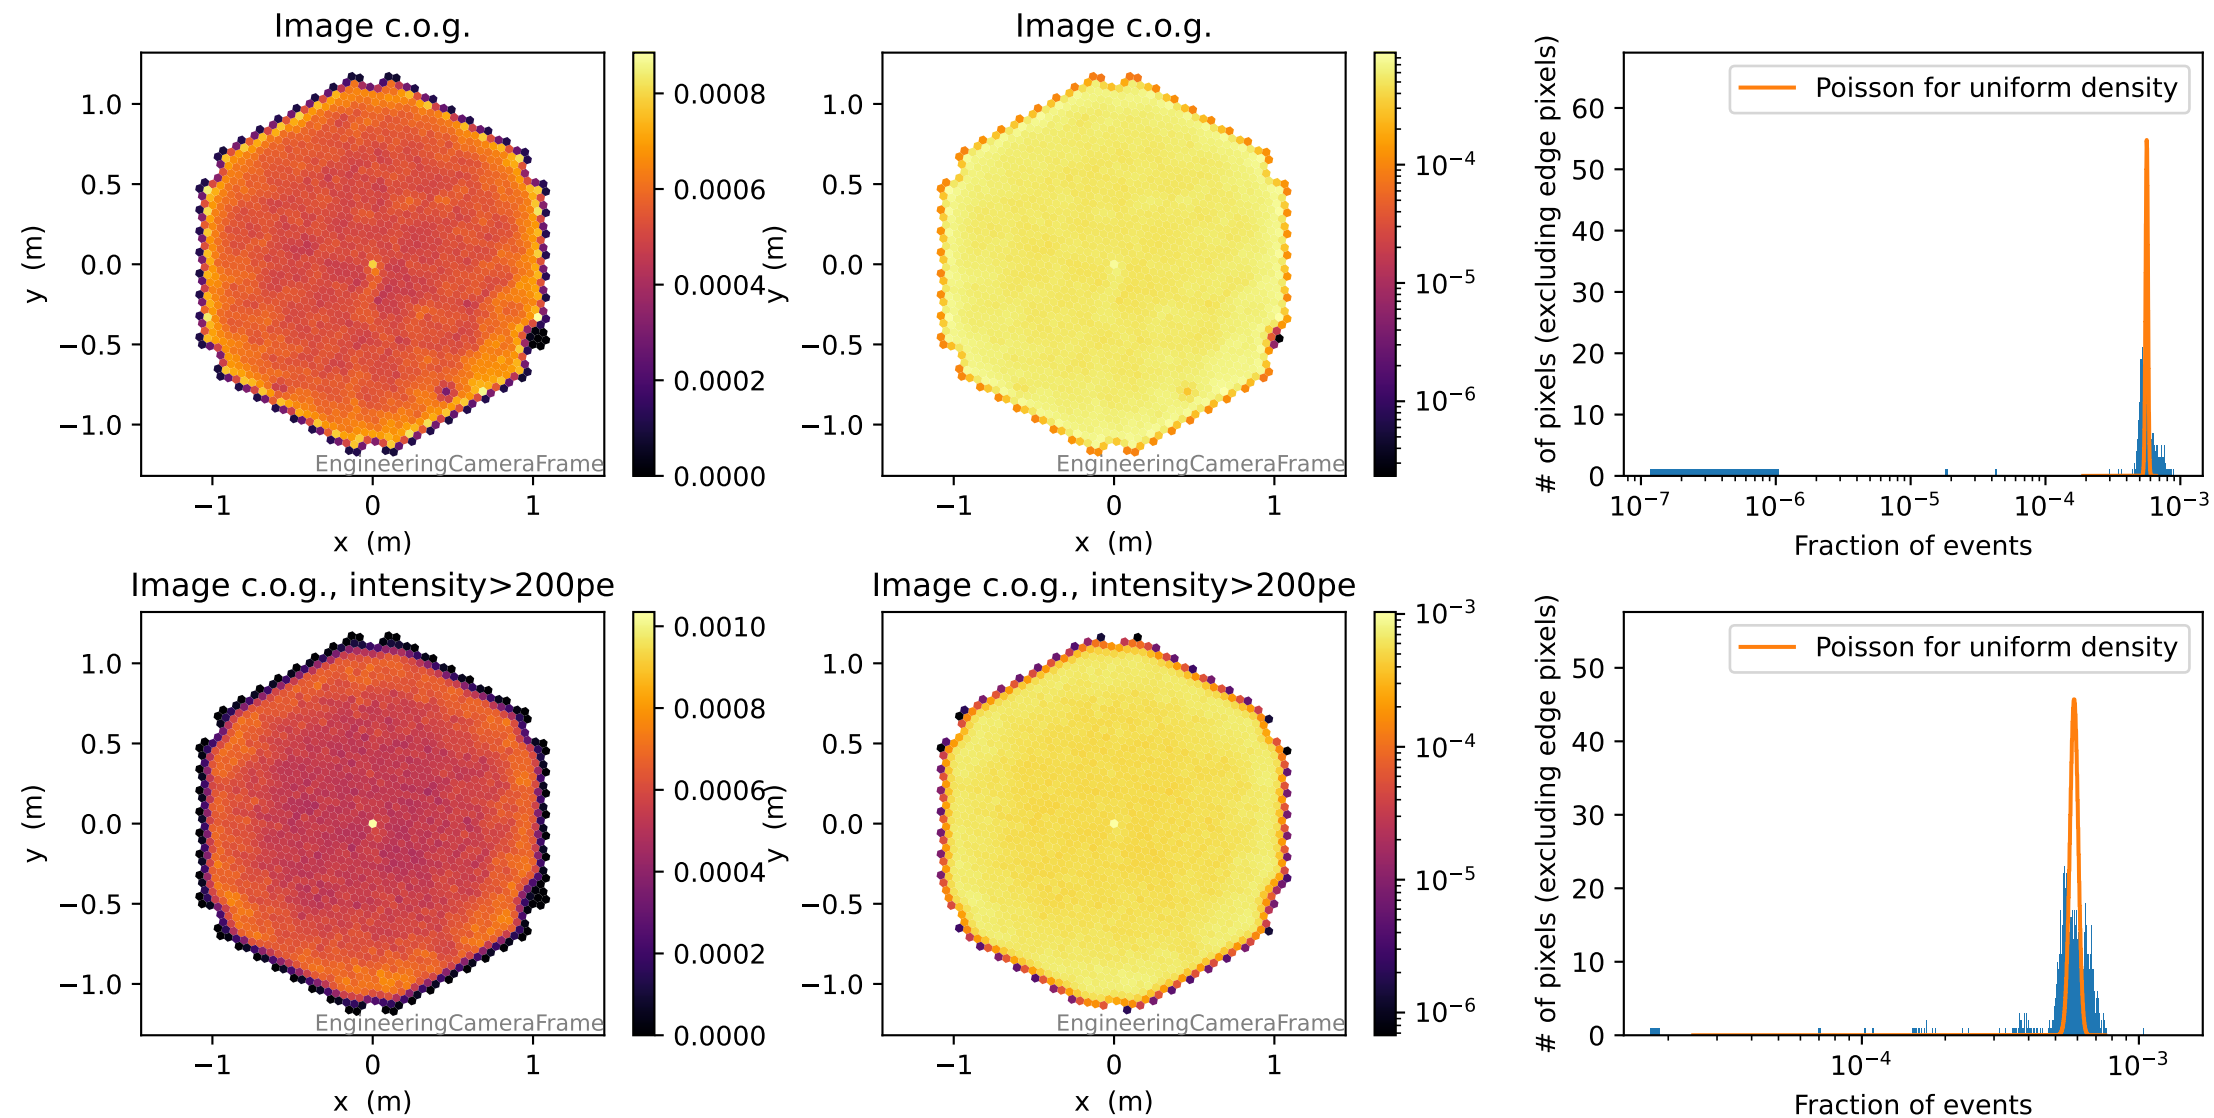 Image c.o.g.
1.0
0.5
0.0
−0.5
−1.0
y (m)
−1 0 1
x (m)
EngineeringCameraFrame
0.0008
0.0006
0.0004
0.0002
0.0000
Image c.o.g.
1.0
0.5
0.0
−0.5
−1.0
y (m)
−1 0 1
x (m)
EngineeringCameraFrame
10−4
10−5
10−6
# of pixels (excluding edge pixels)
60
50
40
30
20
10
0
Poisson for uniform density
10−7 10−6 10−5 10−4 10−3
Fraction of events
Image c.o.g., intensity>200pe
1.0
0.5
0.0
−0.5
−1.0
y (m)
−1 0 1
x (m)
EngineeringCameraFrame
0.0010
0.0008
0.0006
0.0004
0.0002
0.0000
Image c.o.g., intensity>200pe
1.0
0.5
0.0
−0.5
−1.0
y (m)
−1 0 1
x (m)
EngineeringCameraFrame
10−3
10−4
10−5
10−6
# of pixels (excluding edge pixels)
50
40
30
20
10
0
Poisson for uniform density
10−4 10−3
Fraction of events